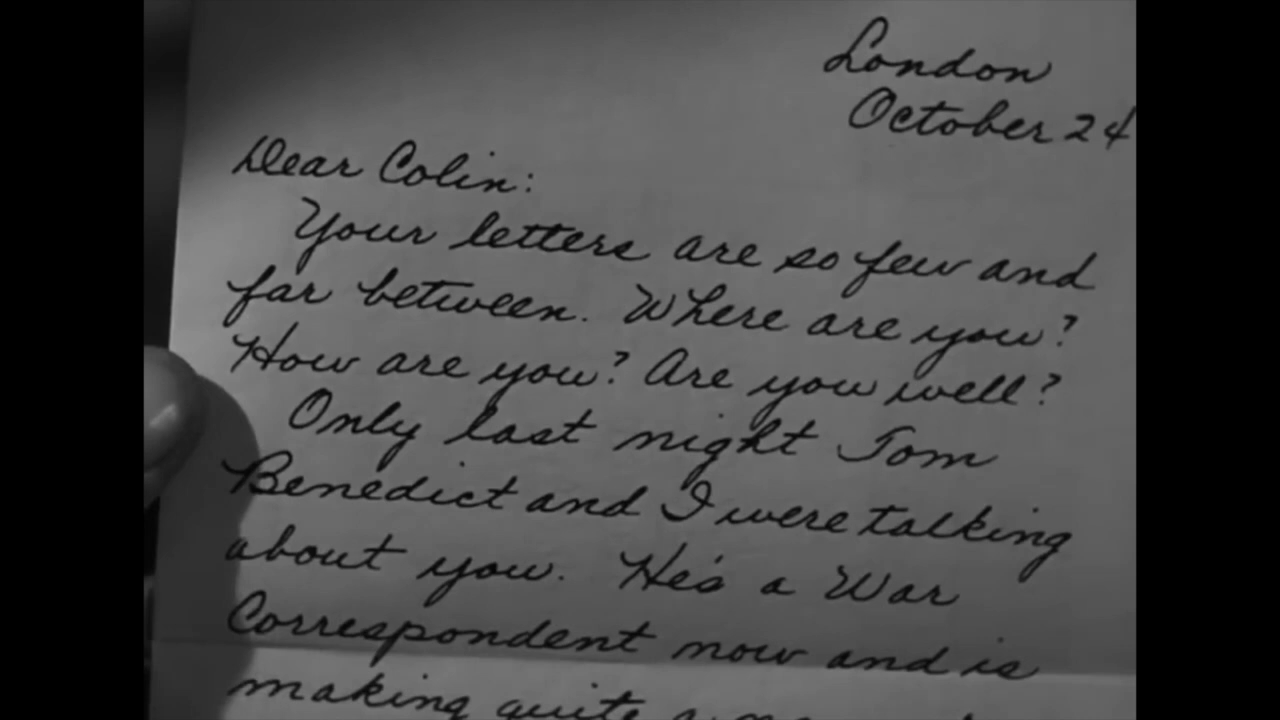 London
October 24
Dear Colin:
Your letters are so few and
far between. Where are you?
How are you? Are you well?
Only last night Tom
Benedict and I were talking
about you. He's a War
Correspondent now and is
making quite a